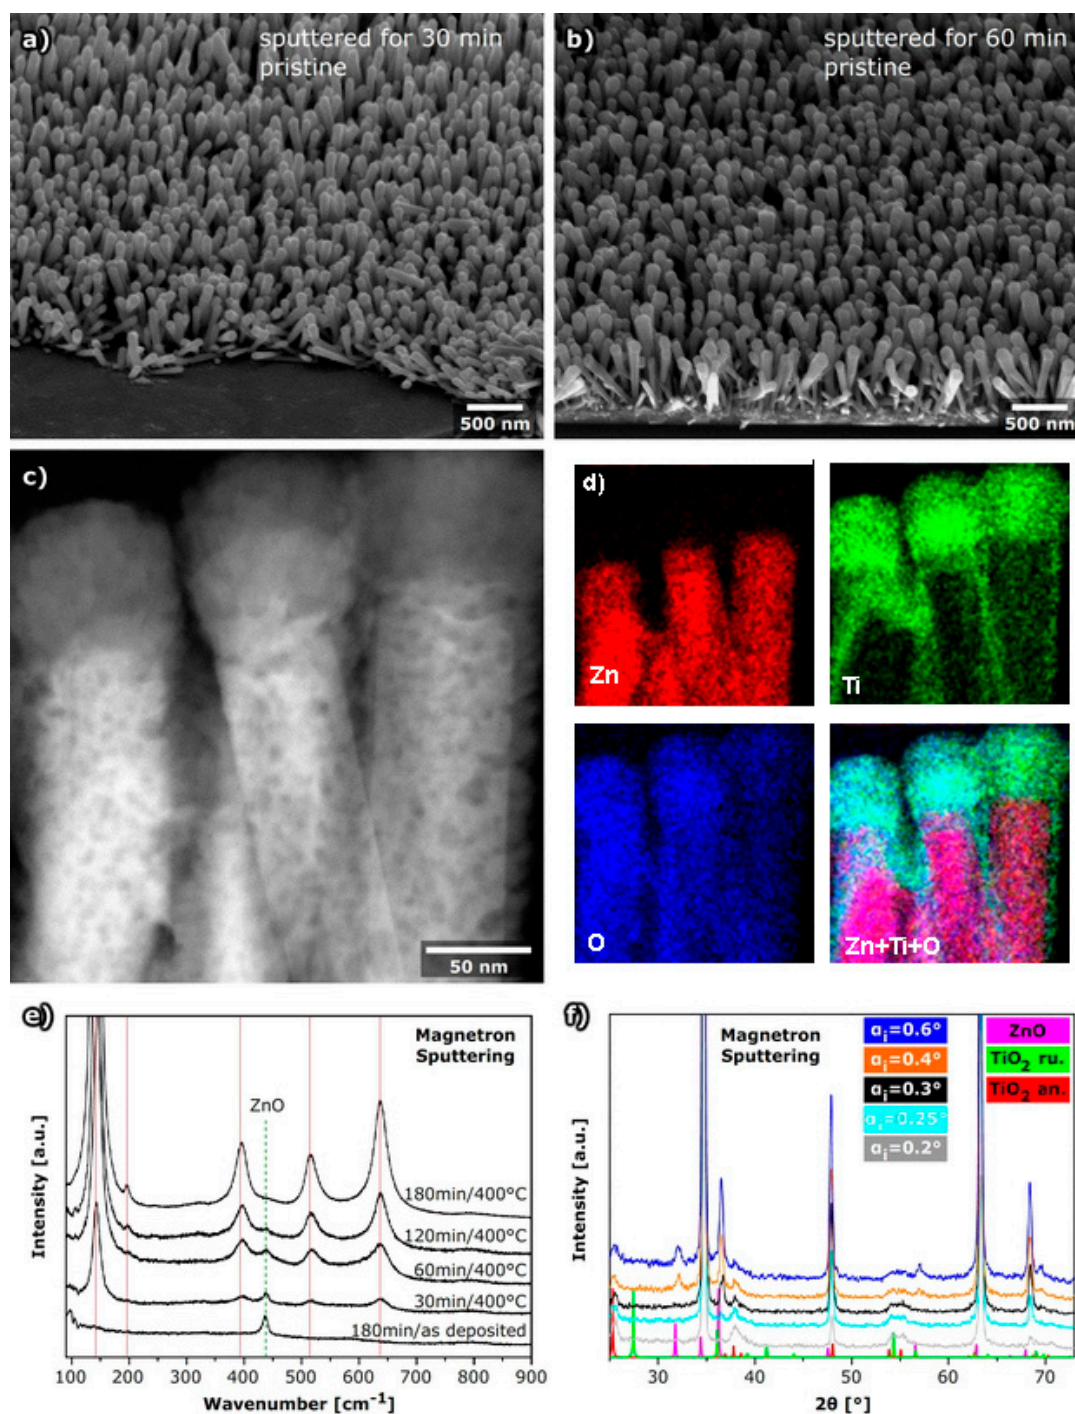 a)
sputtered for 30 min
pristine
500 nm
b)
sputtered for 60 min
pristine
500 nm
c)
50 nm
d)
Zn
Ti
O
Zn+Ti+O
e)
Magnetron
Sputtering
ZnO
180min/400°C
120min/400°C
60min/400°C
30min/400°C
180min/as deposited
Intensity [a.u.]
100 200 300 400 500 600 700 800 900
Wavenumber [cm⁻¹]
f)
Magnetron
Sputtering
αᵢ=0.6°
αᵢ=0.4°
αᵢ=0.3°
αᵢ=0.25°
αᵢ=0.2°
ZnO
TiO₂ ru.
TiO₂ an.
Intensity [a.u.]
30 40 50 60 70
2θ [°]